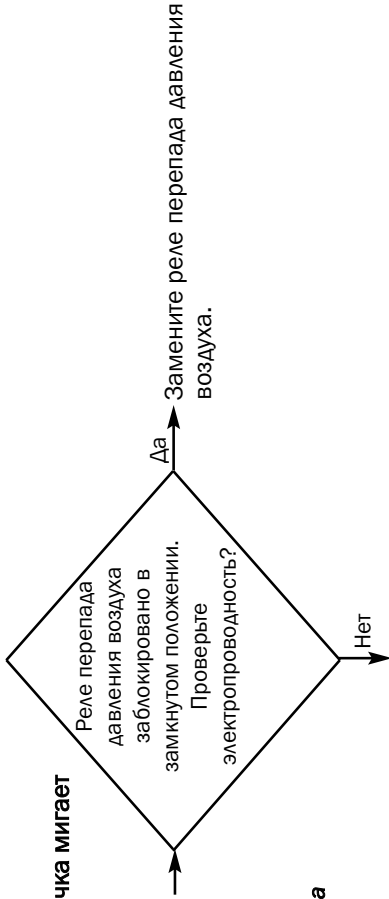 чка мигает
Реле перепада
давления воздуха
заблокировано в
замкнутом положении.
Проверьте
электропроводность?
Да
Замените реле перепада давления
воздуха.
Нет
а